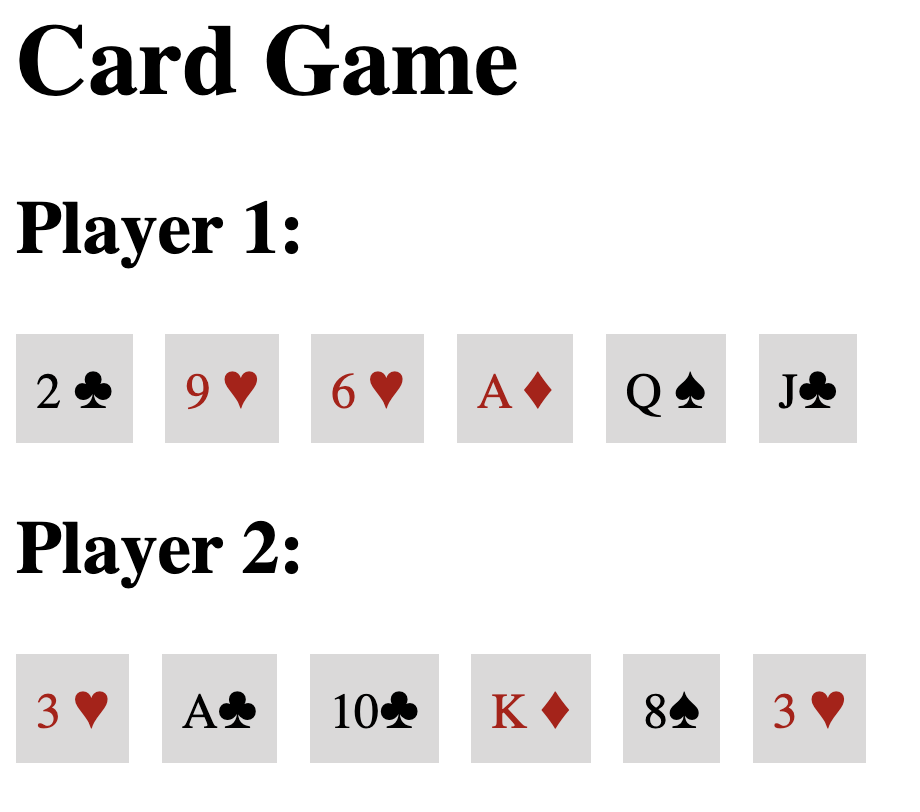 Card Game
Player 1:
2 ♣ 9 ♥ 6 ♥ A ♦ Q ♠ J♣
Player 2:
3 ♥ A♣ 10♣ K ♦ 8♠ 3 ♥